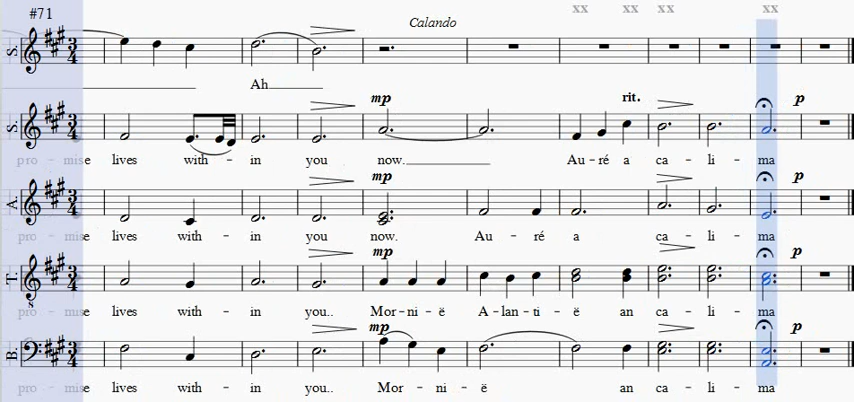 #71
xx xx xx xx
Calando
S.
Ah
mp rit. p
S.
pro - mise lives with - in you now. Au - ré a ca - li - ma
mp p
A.
pro - mise lives with - in you now. Au - ré a ca - li - ma
mp p
T.
8
pro - mise lives with - in you.. Mor - ni - ë A - lan - ti - ë an ca - li - ma
mp p
B.
pro - mise lives with - in you.. Mor - ni - ë an ca - li - ma